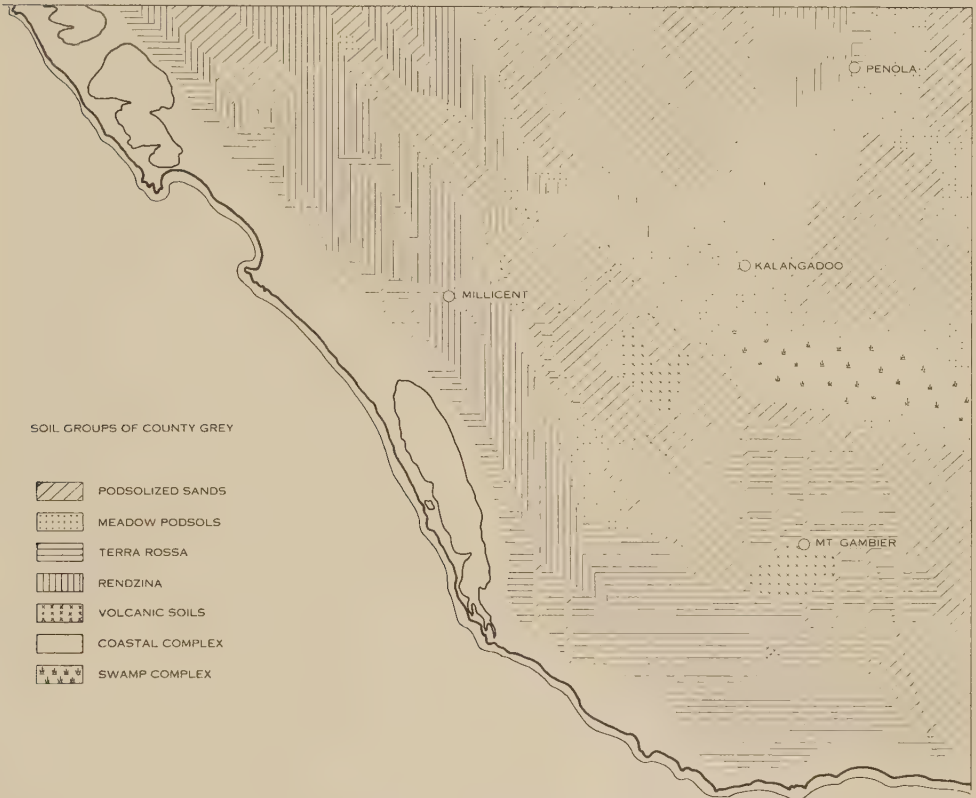 PENOLA
KALANGADOO
MILLICENT
SOIL GROUPS OF COUNTY GREY
PODSOLIZED SANDS
MEADOW PODSOLS
TERRA ROSSA
MT GAMBIER
RENDZINA
VOLCANIC SOILS
COASTAL COMPLEX
SWAMP COMPLEX